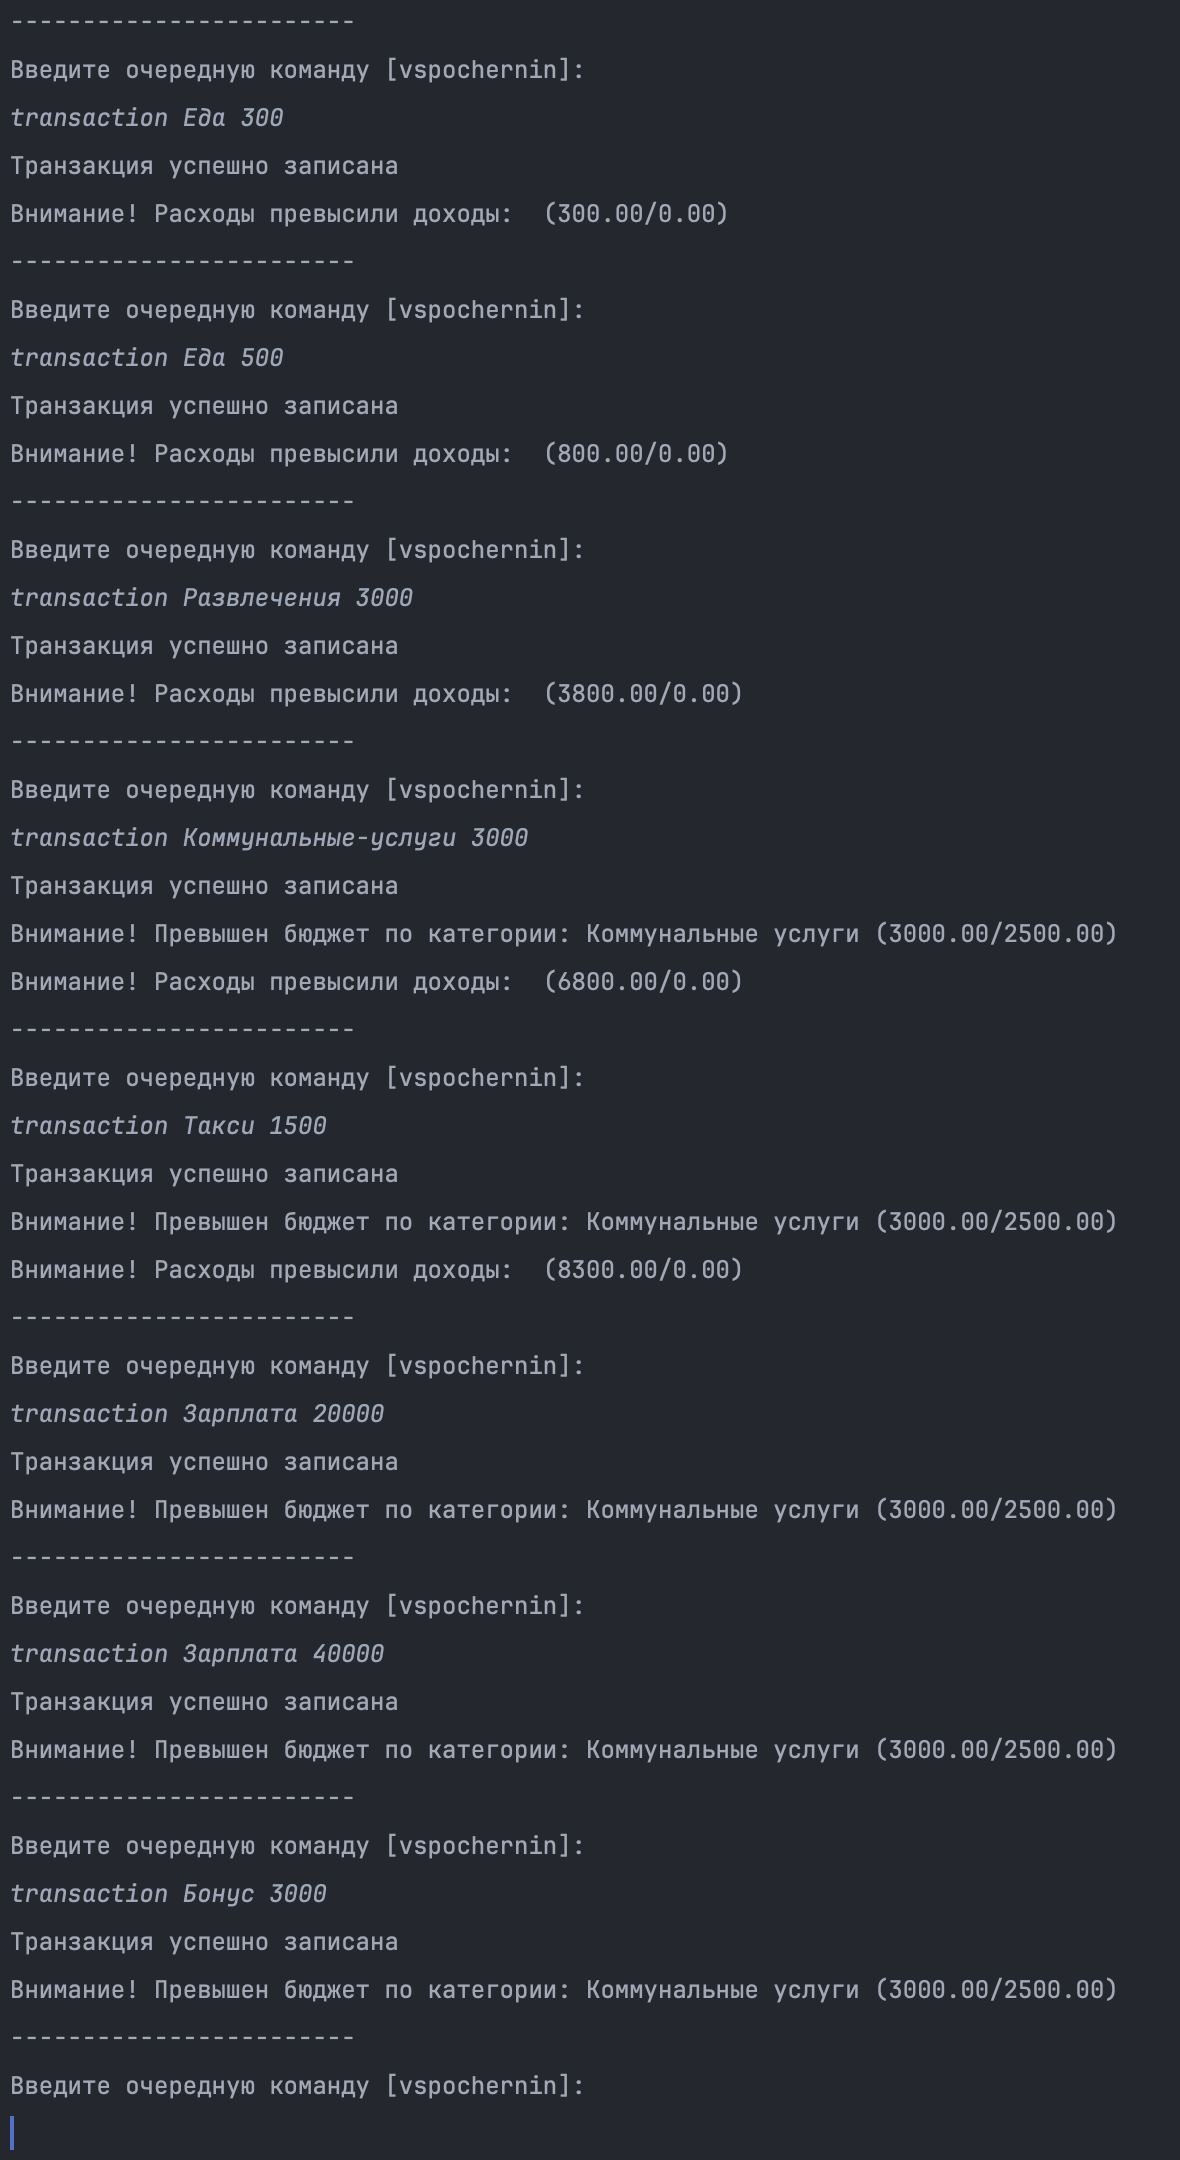 ------------------------
Введите очередную команду [vspochernin]:
transaction Еда 300
Транзакция успешно записана
Внимание! Расходы превысили доходы:  (300.00/0.00)
------------------------
Введите очередную команду [vspochernin]:
transaction Еда 500
Транзакция успешно записана
Внимание! Расходы превысили доходы:  (800.00/0.00)
------------------------
Введите очередную команду [vspochernin]:
transaction Развлечения 3000
Транзакция успешно записана
Внимание! Расходы превысили доходы:  (3800.00/0.00)
------------------------
Введите очередную команду [vspochernin]:
transaction Коммунальные-услуги 3000
Транзакция успешно записана
Внимание! Превышен бюджет по категории: Коммунальные услуги (3000.00/2500.00)
Внимание! Расходы превысили доходы:  (6800.00/0.00)
------------------------
Введите очередную команду [vspochernin]:
transaction Такси 1500
Транзакция успешно записана
Внимание! Превышен бюджет по категории: Коммунальные услуги (3000.00/2500.00)
Внимание! Расходы превысили доходы:  (8300.00/0.00)
------------------------
Введите очередную команду [vspochernin]:
transaction Зарплата 20000
Транзакция успешно записана
Внимание! Превышен бюджет по категории: Коммунальные услуги (3000.00/2500.00)
------------------------
Введите очередную команду [vspochernin]:
transaction Зарплата 40000
Транзакция успешно записана
Внимание! Превышен бюджет по категории: Коммунальные услуги (3000.00/2500.00)
------------------------
Введите очередную команду [vspochernin]:
transaction Бонус 3000
Транзакция успешно записана
Внимание! Превышен бюджет по категории: Коммунальные услуги (3000.00/2500.00)
------------------------
Введите очередную команду [vspochernin]: